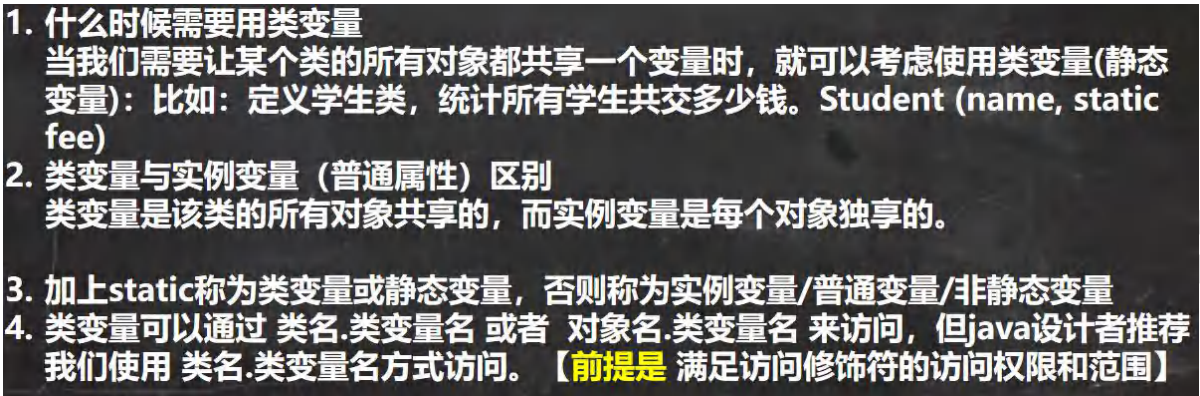 1. 什么时候需要用类变量
当我们需要让某个类的所有对象都共享一个变量时，就可以考虑使用类变量(静态
变量)：比如：定义学生类，统计所有学生共交多少钱。Student (name, static
fee)
2. 类变量与实例变量（普通属性）区别
类变量是该类的所有对象共享的，而实例变量是每个对象独享的。
3. 加上static称为类变量或静态变量，否则称为实例变量/普通变量/非静态变量
4. 类变量可以通过 类名.类变量名 或者 对象名.类变量名 来访问，但java设计者推荐
我们使用 类名.类变量名方式访问。【前提是 满足访问修饰符的访问权限和范围】